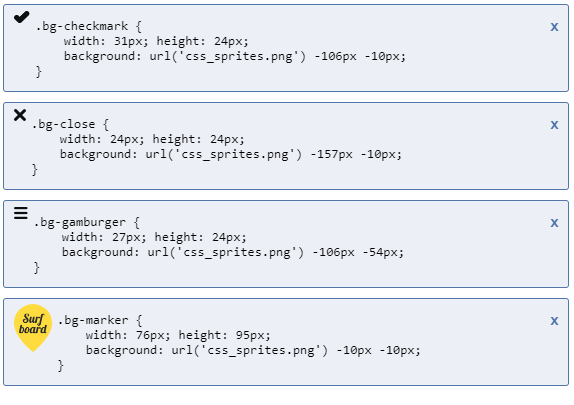 .bg-checkmark {
x
width: 31px; height: 24px;
background: url('css_sprites.png') -106px -10px;
}
.bg-close {
x
width: 24px; height: 24px;
background: url('css_sprites.png') -157px -10px;
}
.bg-gamburger {
x
width: 27px; height: 24px;
background: url('css_sprites.png') -106px -54px;
}
Surf
board
.bg-marker {
x
width: 76px; height: 95px;
background: url('css_sprites.png') -10px -10px;
}